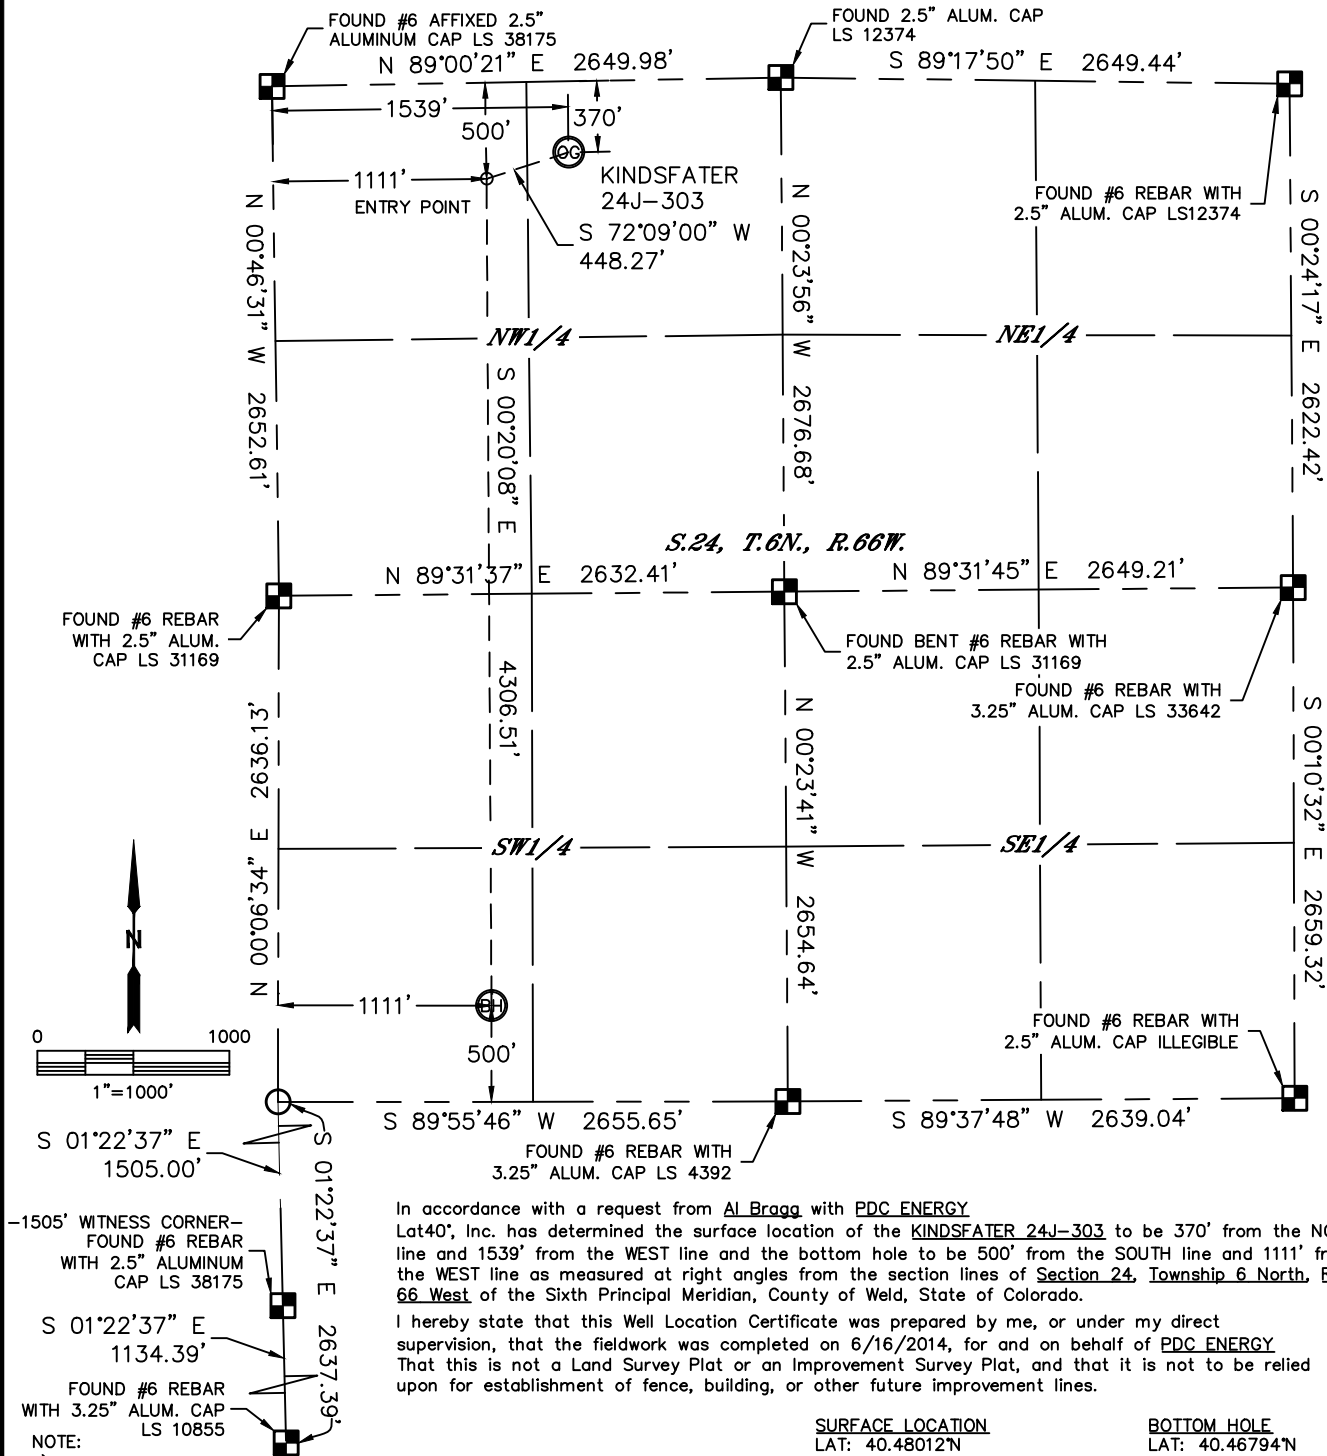 FOUND #6 AFFIXED 2.5"
ALUMINUM CAP LS 38175
FOUND 2.5" ALUM. CAP
LS 12374
N 89°00'21" E 2649.98'
S 89°17'50" E 2649.44'
1539'
500'
370'
OG
KINDSFATER
24J-303
1111'
ENTRY POINT
S 72°09'00" W
448.27'
FOUND #6 REBAR WITH
2.5" ALUM. CAP LS12374
N 00°46'31" W 2652.61'
N 00°23'56" W 2676.68'
S 00°24'17" E 2622.42'
NW1/4
NE1/4
S 00°20'08" E
4306.51'
S.24, T.6N., R.66W.
N 89°31'37" E 2632.41'
N 89°31'45" E 2649.21'
FOUND #6 REBAR
WITH 2.5" ALUM.
CAP LS 31169
FOUND BENT #6 REBAR WITH
2.5" ALUM. CAP LS 31169
FOUND #6 REBAR WITH
3.25" ALUM. CAP LS 33642
N 00°06'34" E 2636.13'
N 00°23'41" W 2654.64'
S 00°10'32" E 2659.32'
SW1/4
SE1/4
N
0 1000
1"=1000'
1111'
BH
500'
FOUND #6 REBAR WITH
2.5" ALUM. CAP ILLEGIBLE
S 89°55'46" W 2655.65'
S 89°37'48" W 2639.04'
FOUND #6 REBAR WITH
3.25" ALUM. CAP LS 4392
S 01°22'37" E
1505.00'
S 01°22'37" E 2637.39'
-1505' WITNESS CORNER-
FOUND #6 REBAR
WITH 2.5" ALUMINUM
CAP LS 38175
S 01°22'37" E
1134.39'
FOUND #6 REBAR
WITH 3.25" ALUM. CAP
LS 10855
NOTE:
In accordance with a request from Al Bragg with PDC ENERGY
Lat40°, Inc. has determined the surface location of the KINDSFATER 24J-303 to be 370' from the
line and 1539' from the WEST line and the bottom hole to be 500' from the SOUTH line and 1111'
the WEST line as measured at right angles from the section lines of Section 24, Township 6 North,
66 West of the Sixth Principal Meridian, County of Weld, State of Colorado.
I hereby state that this Well Location Certificate was prepared by me, or under my direct
supervision, that the fieldwork was completed on 6/16/2014, for and on behalf of PDC ENERGY
That this is not a Land Survey Plat or an Improvement Survey Plat, and that it is not to be relied
upon for establishment of fence, building, or other future improvement lines.
SURFACE LOCATION
LAT: 40.48012°N
BOTTOM HOLE
LAT: 40.46794°N